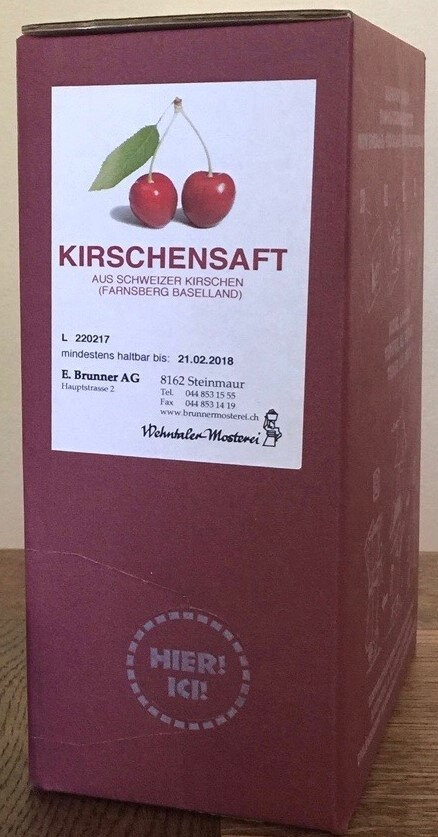 KIRSCHENSAFT
AUS SCHWEIZER KIRSCHEN
(FARNSBERG BASELLAND)
L 220217
mindestens haltbar bis: 21.02.2018
E. Brunner AG
Hauptstrasse 2
8162 Steinmaur
Tel. 044 853 15 55
Fax 044 853 14 19
www.brunnermosterei.ch
Wehntaler-Mosterei
HIER!
ICI!